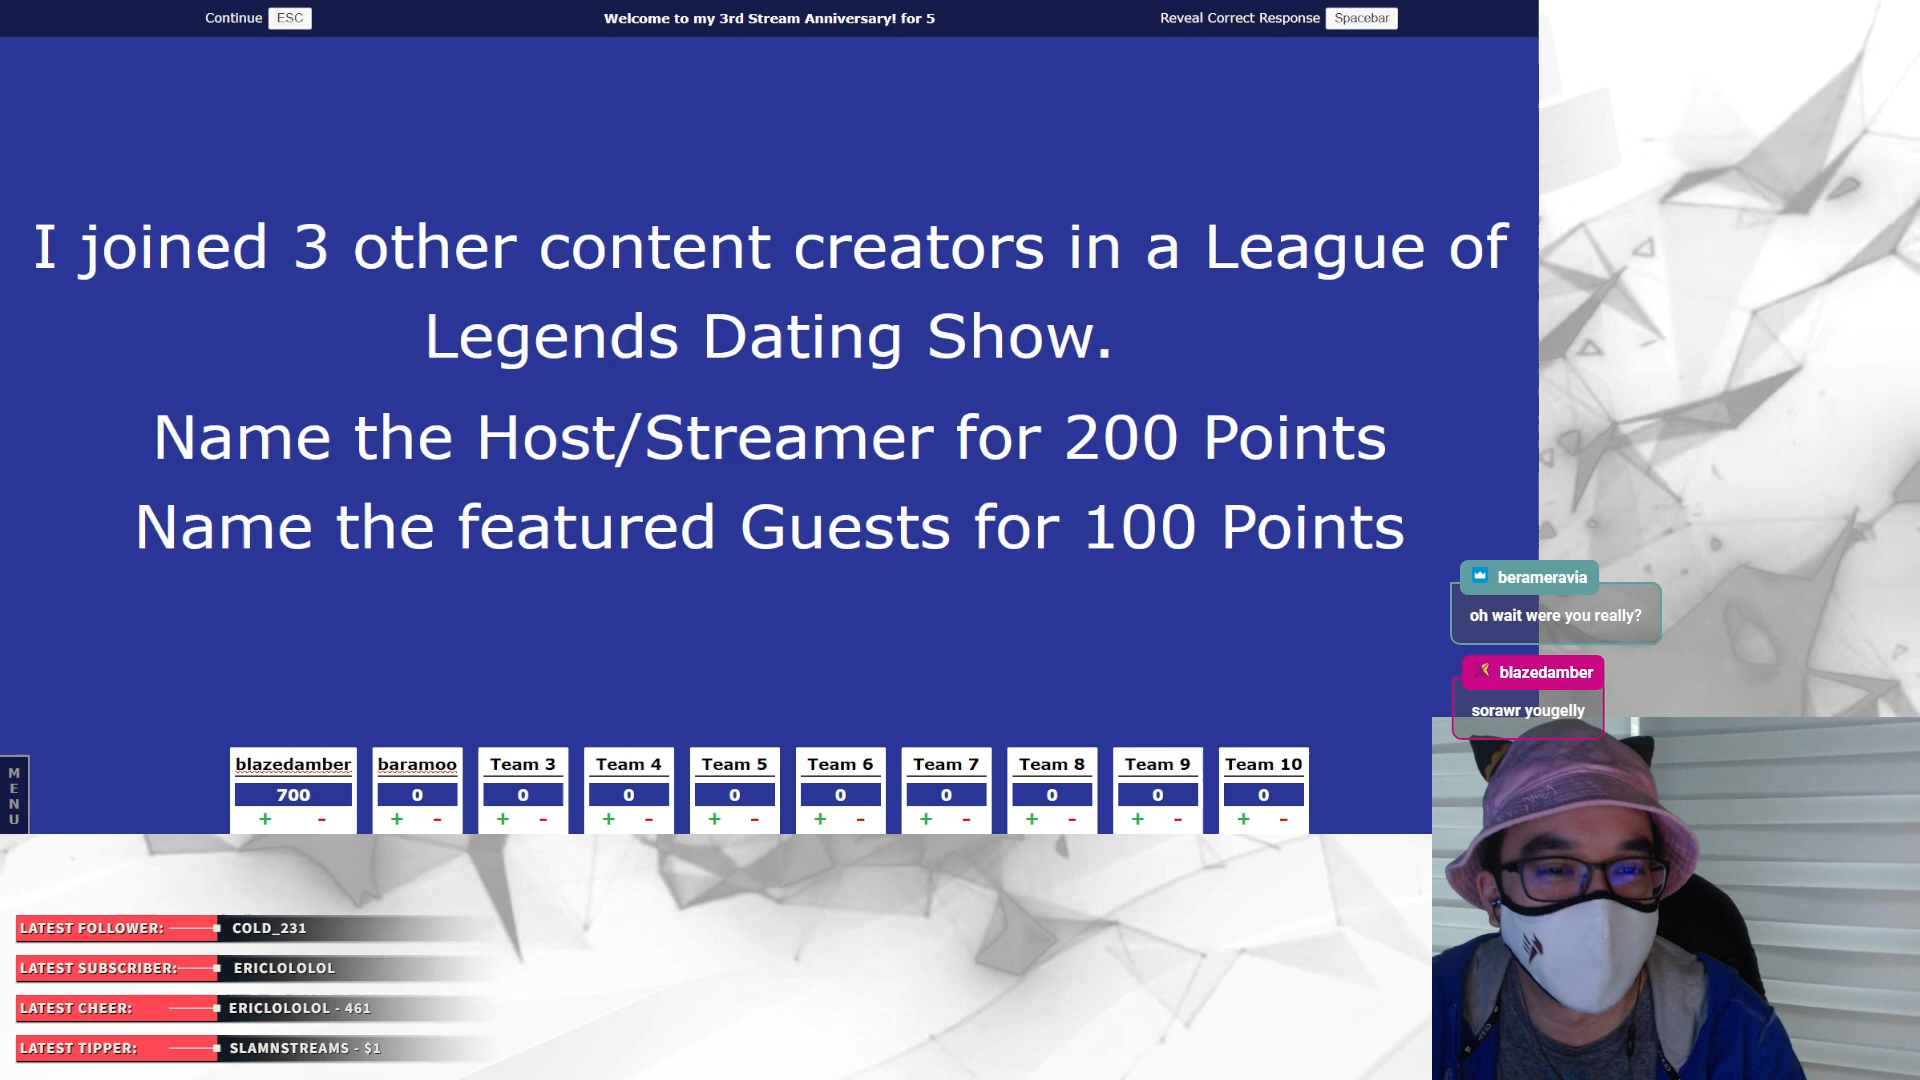 Continue ESC
Welcome to my 3rd Stream Anniversary! for 5
Reveal Correct Response Spacebar
I joined 3 other content creators in a League of
Legends Dating Show.
Name the Host/Streamer for 200 Points
Name the featured Guests for 100 Points
berameravia
oh wait were you really?
blazedamber
sorawr yougelly
MENU
blazedamber baramoo Team 3 Team 4 Team 5 Team 6 Team 7 Team 8 Team 9 Team 10
700 0 0 0 0 0 0 0 0 0
+ - + - + - + - + - + - + - + - + - + -
LATEST FOLLOWER: COLD_231
LATEST SUBSCRIBER: ERICLOLOLOL
LATEST CHEER: ERICLOLOLOL - 461
LATEST TIPPER: SLAMNSTREAMS - $1